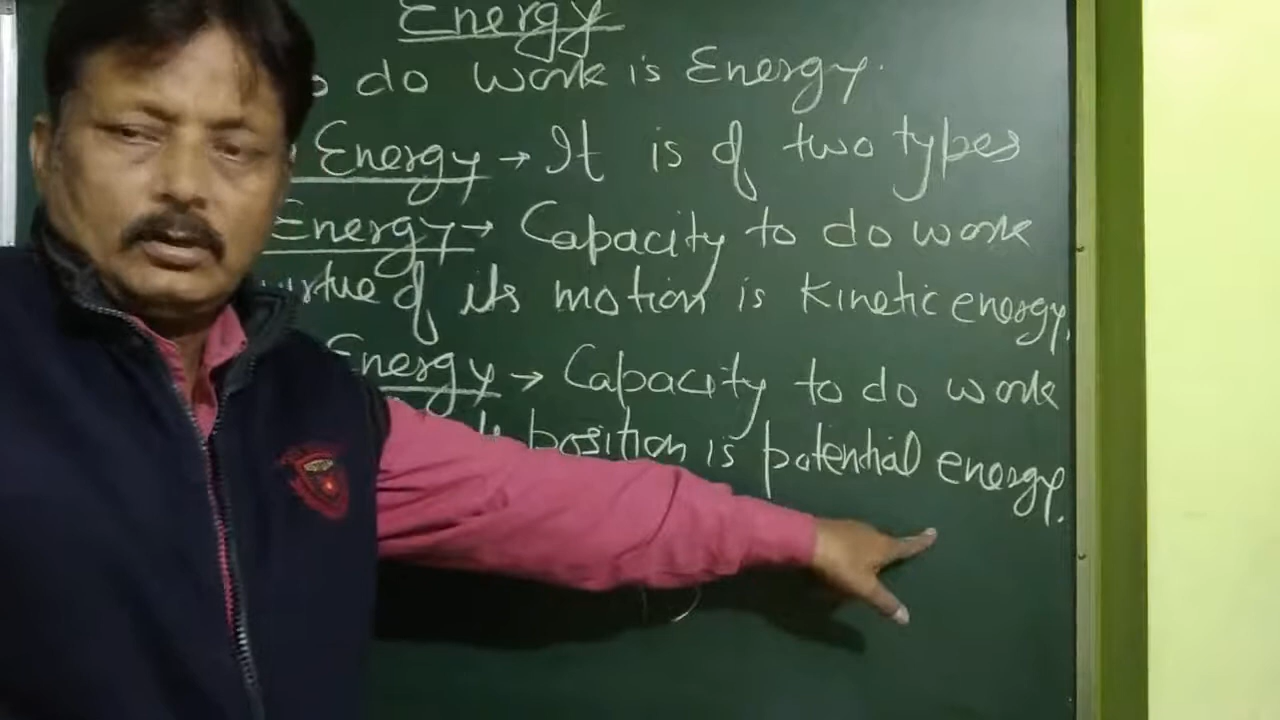 Energy
do work is Energy.
Energy → It is of two types
Energy → Capacity to do work
virtue of its motion is Kinetic energy.
Energy → Capacity to do work
position is potential energy.